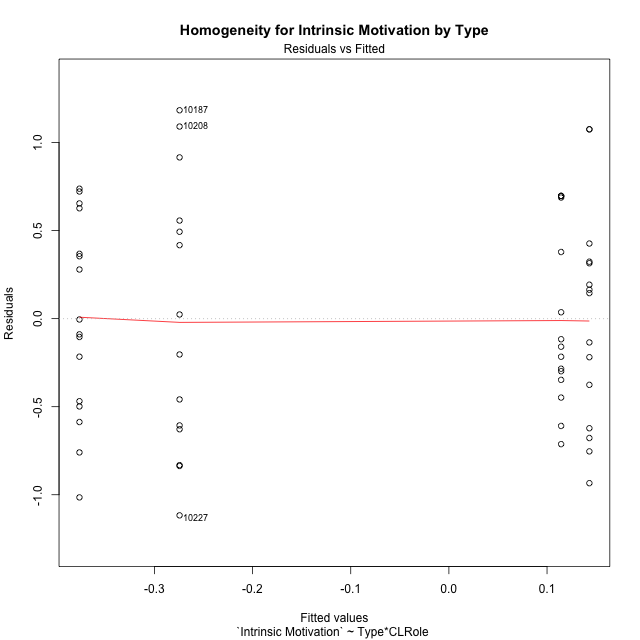 Homogeneity for Intrinsic Motivation by Type
Residuals vs Fitted
10187
10208
1.0
0.5
Residuals
0.0
-0.5
-1.0
10227
-0.3 -0.2 -0.1 0.0 0.1
Fitted values
`Intrinsic Motivation` ~ Type*CLRole